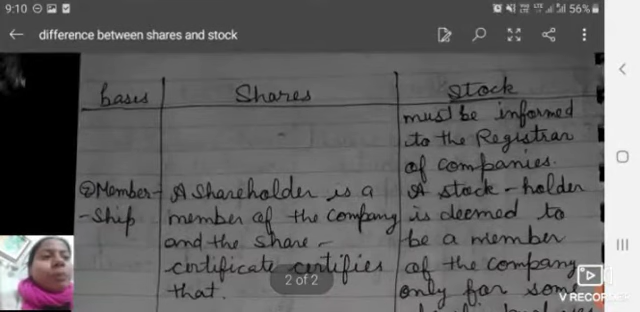 9:10
56%
difference between shares and stock
bases Shares Stock
must be informed
to the Registrar
of companies.
②Member- A Shareholder is a A stock-holder
-Ship member of the Company is deemed to
and the share- be a member
certificate certifies of the Company
that. only for some
2 of 2
V RECORDER